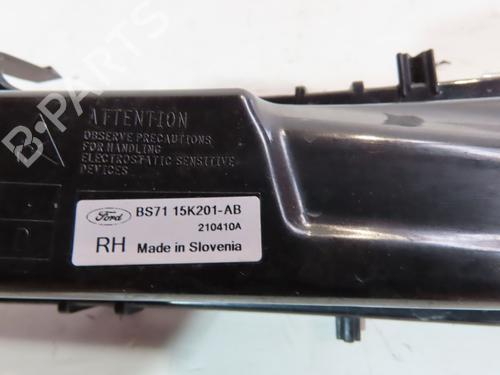 B-PARTS
ATTENTION
OBSERVE PRECAUTIONS
FOR HANDLING
ELECTROSTATIC SENSITIVE
DEVICES
Ford
BS71 15K201-AB
210410A
RH Made in Slovenia